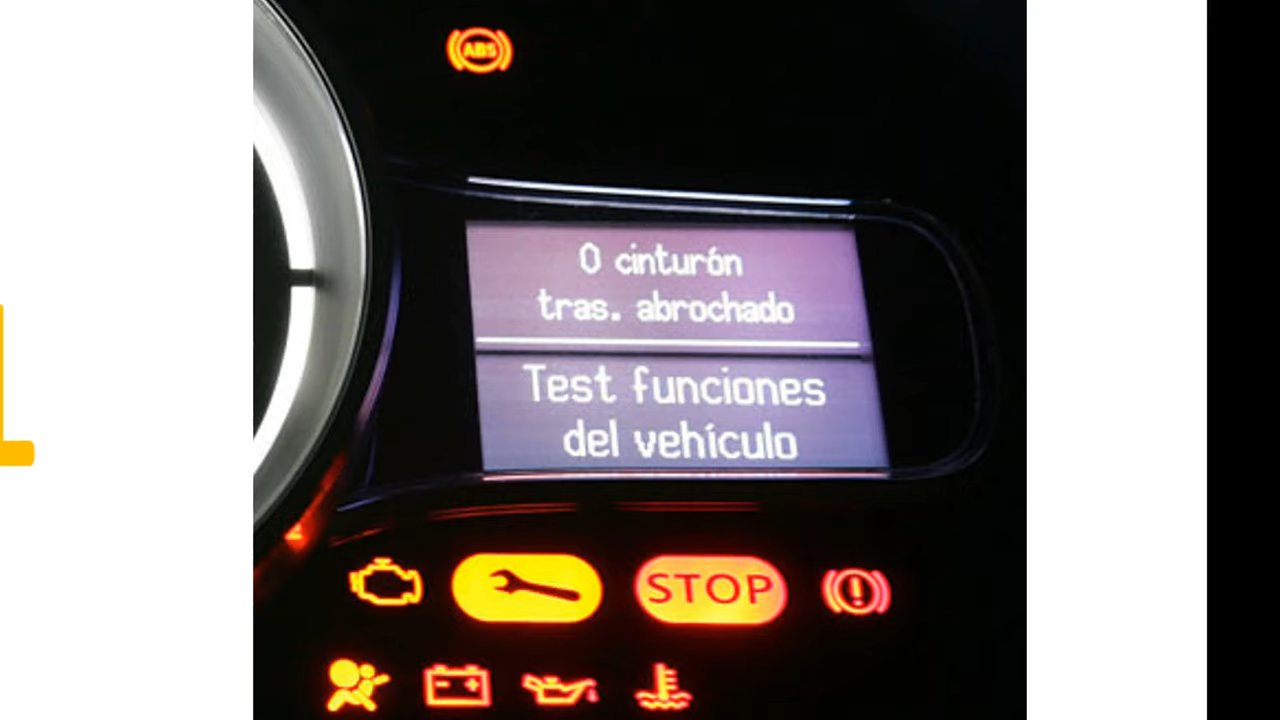 ABS
0 cinturón
tras. abrochado
Test funciones
del vehículo
STOP